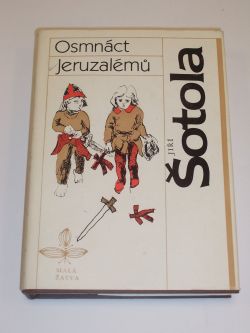 Osmnáct
Jeruzalémů
JIŘÍ
Šotola
MALÁ
ŽATVA